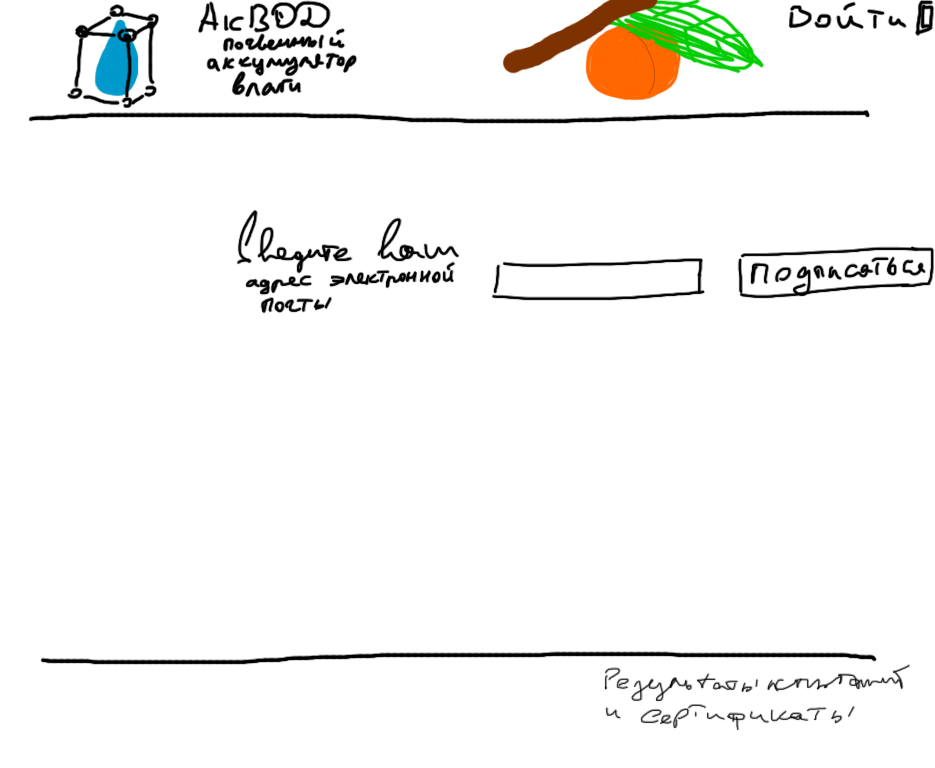 АкВОД
почвенный
аккумулятор
влаги
Войти
Введите ваш
адрес электронной
почты
Подписаться
Результаты испытаний
и сертификаты